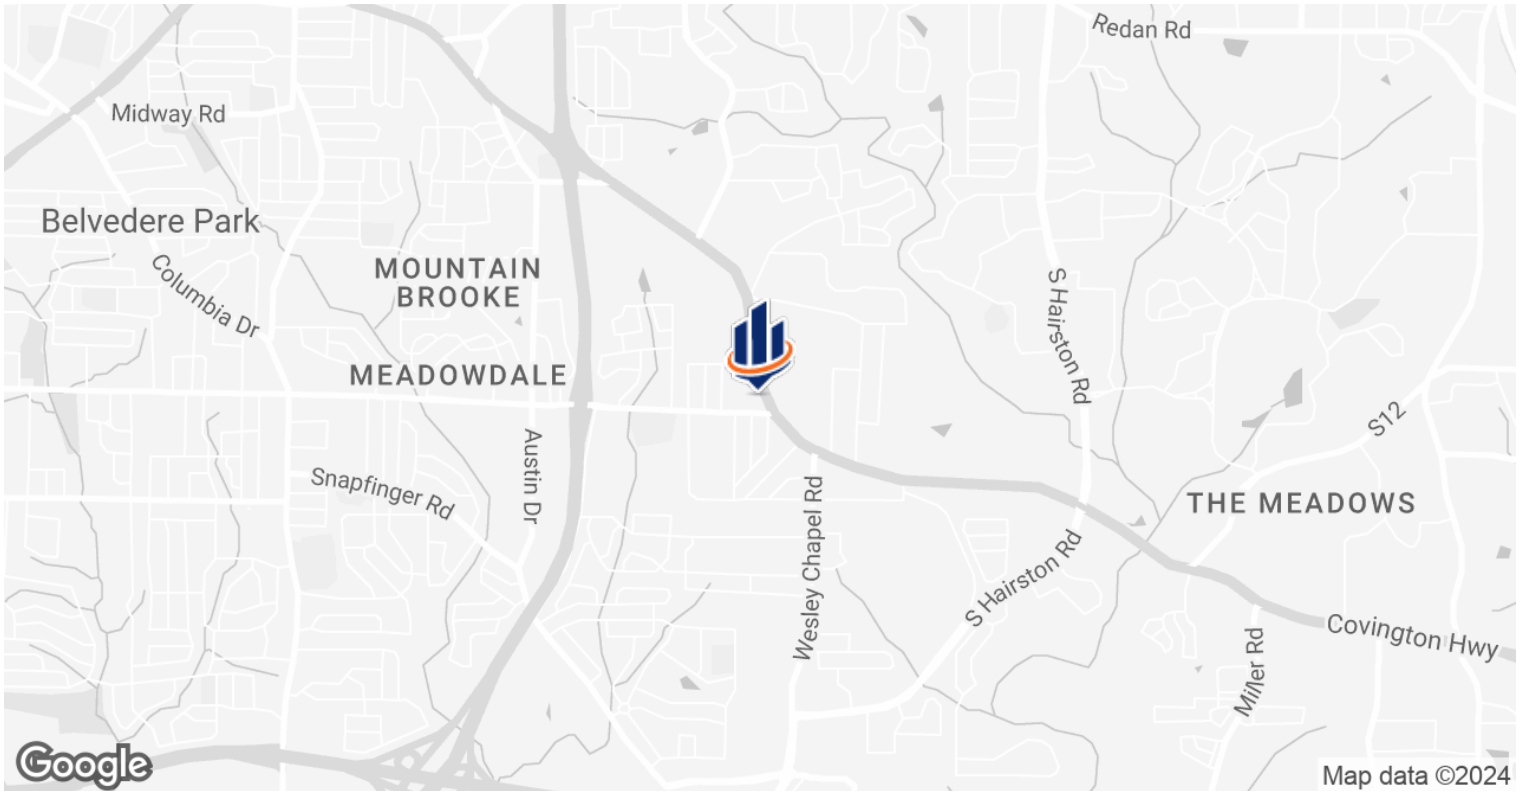 Redan Rd
Midway Rd
Belvedere Park
Columbia Dr
MOUNTAIN
BROOKE
S Hairston Rd
MEADOWDALE
S12
Austin Dr
Snapfinger Rd
Wesley Chapel Rd
THE MEADOWS
S Hairston Rd
Covington Hwy
Miller Rd
Google
Map data ©2024